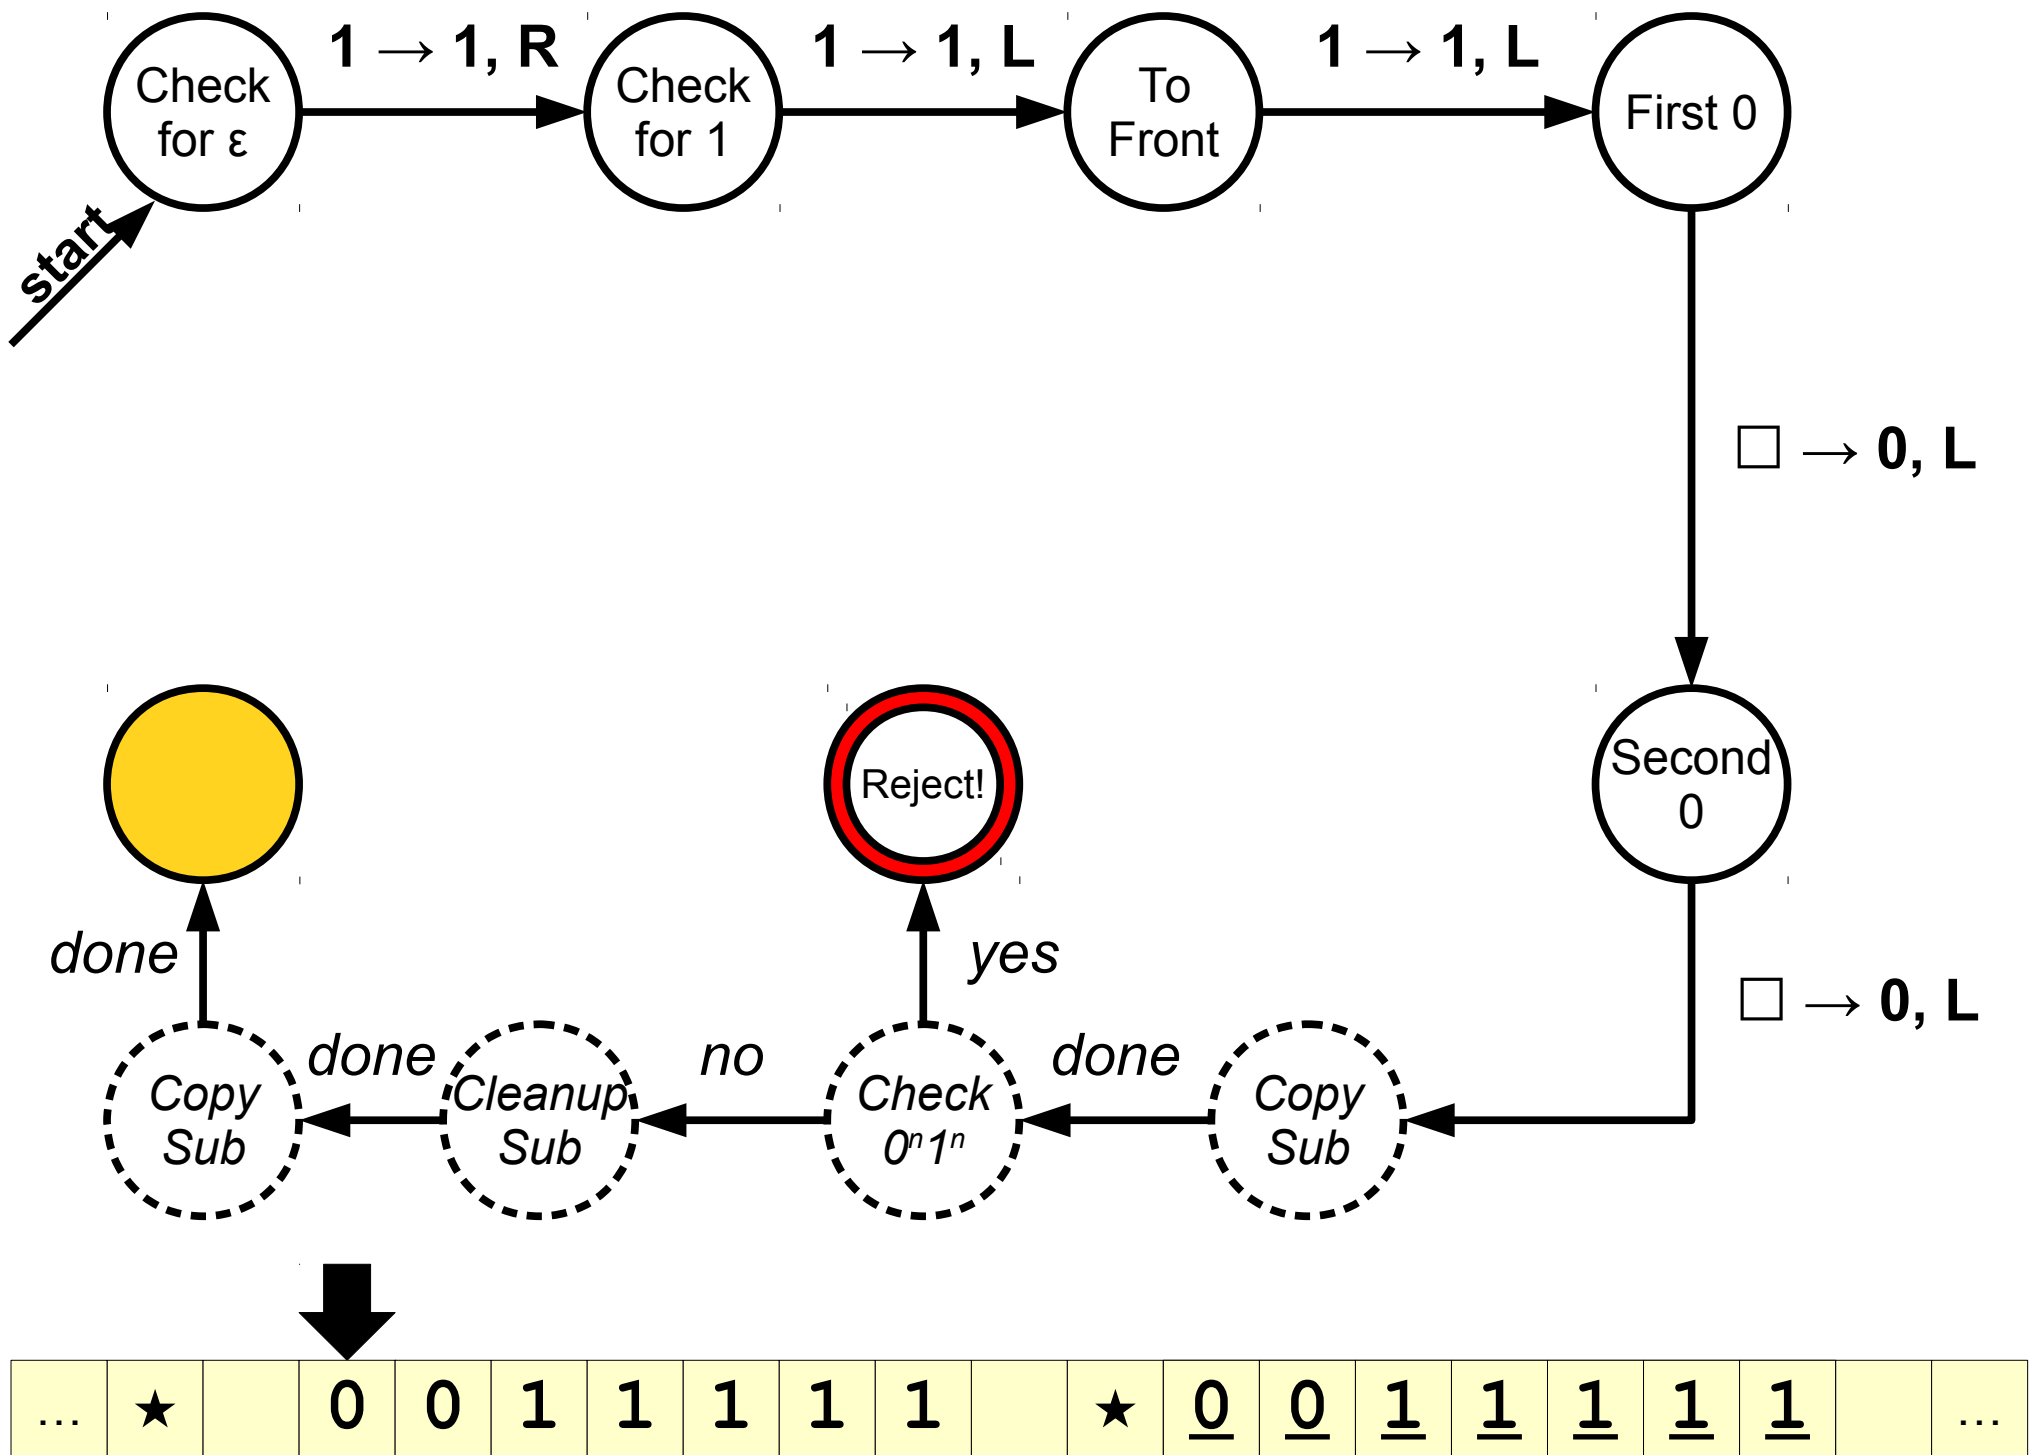 1 → 1, R
1 → 1, L
1 → 1, L
Check
for ε
Check
for 1
To
Front
First 0
start
□ → 0, L
Reject!
Second
0
done
yes
□ → 0, L
done
no
done
Copy
Sub
Cleanup
Sub
Check
0ⁿ1ⁿ
Copy
Sub
... ★ 0 0 1 1 1 1 1 ★ 0 0 1 1 1 1 1 ...